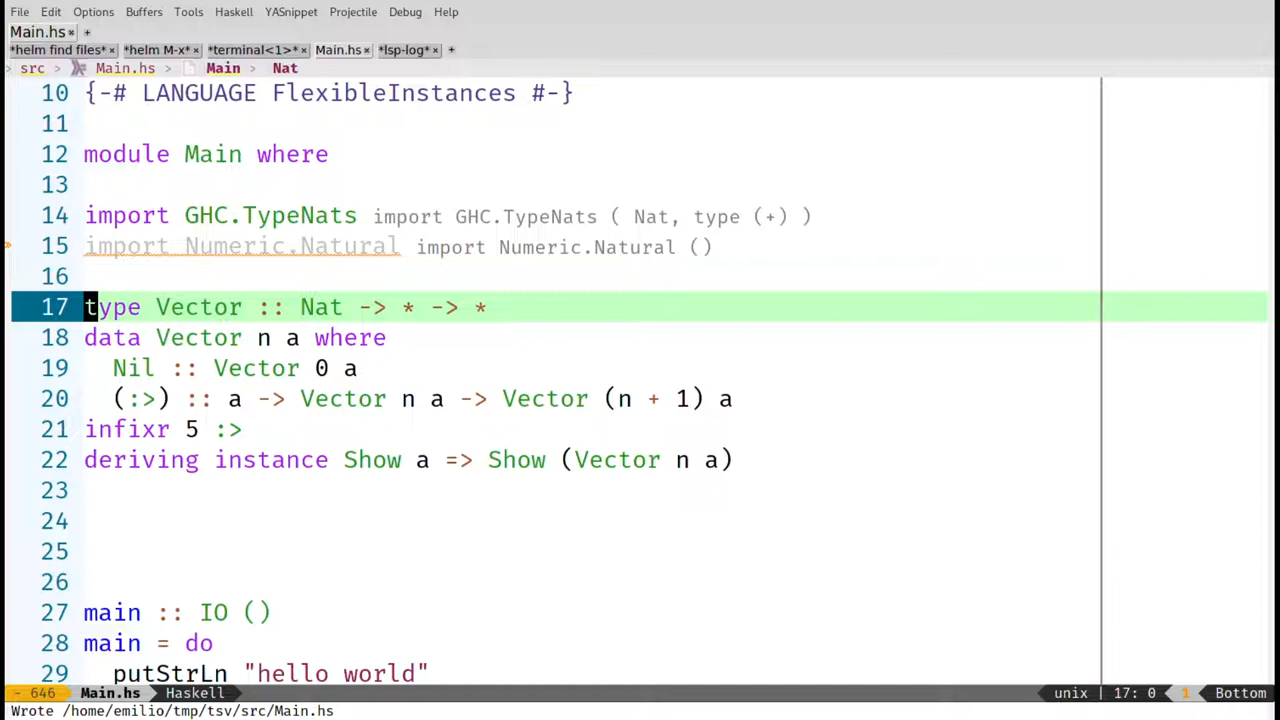 File Edit Options Buffers Tools Haskell YASnippet Projectile Debug Help
Main.hs × +
*helm find files* × *helm M-x* × *terminal<1>* × Main.hs × *lsp-log* × +
> src > Main.hs > Main > Nat
10 {-# LANGUAGE FlexibleInstances #-}
11
12 module Main where
13
14 import GHC.TypeNats import GHC.TypeNats ( Nat, type (+) )
15 import Numeric.Natural import Numeric.Natural ()
16
17 type Vector :: Nat -> * -> *
18 data Vector n a where
19   Nil :: Vector 0 a
20   (:>) :: a -> Vector n a -> Vector (n + 1) a
21 infixr 5 :>
22 deriving instance Show a => Show (Vector n a)
23
24
25
26
27 main :: IO ()
28 main = do
29   putStrLn "hello world"
- 646 Main.hs Haskell unix | 17: 0 1 Bottom
Wrote /home/emilio/tmp/tsv/src/Main.hs